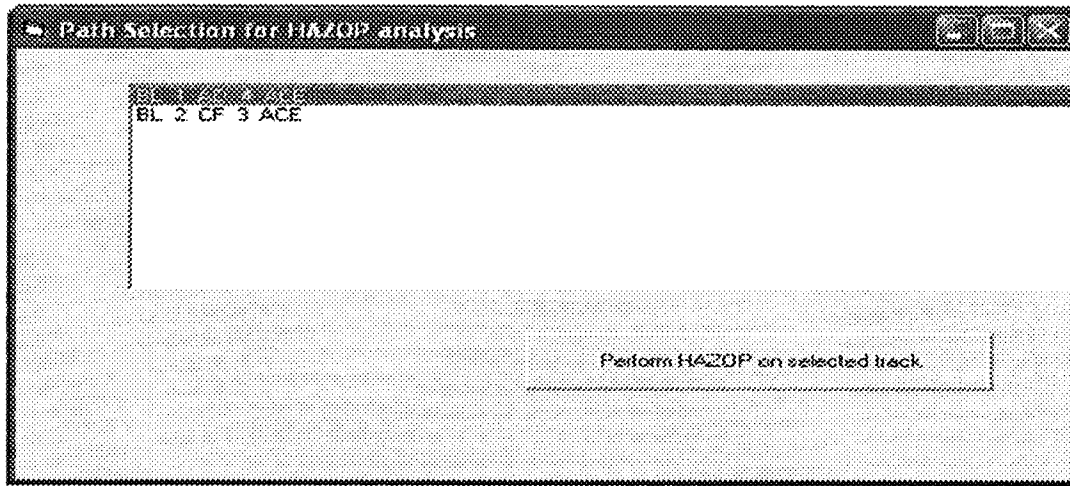 Path Selection for HAZOP analysis
BL 2 CF 3 ACE
Perform HAZOP on selected track